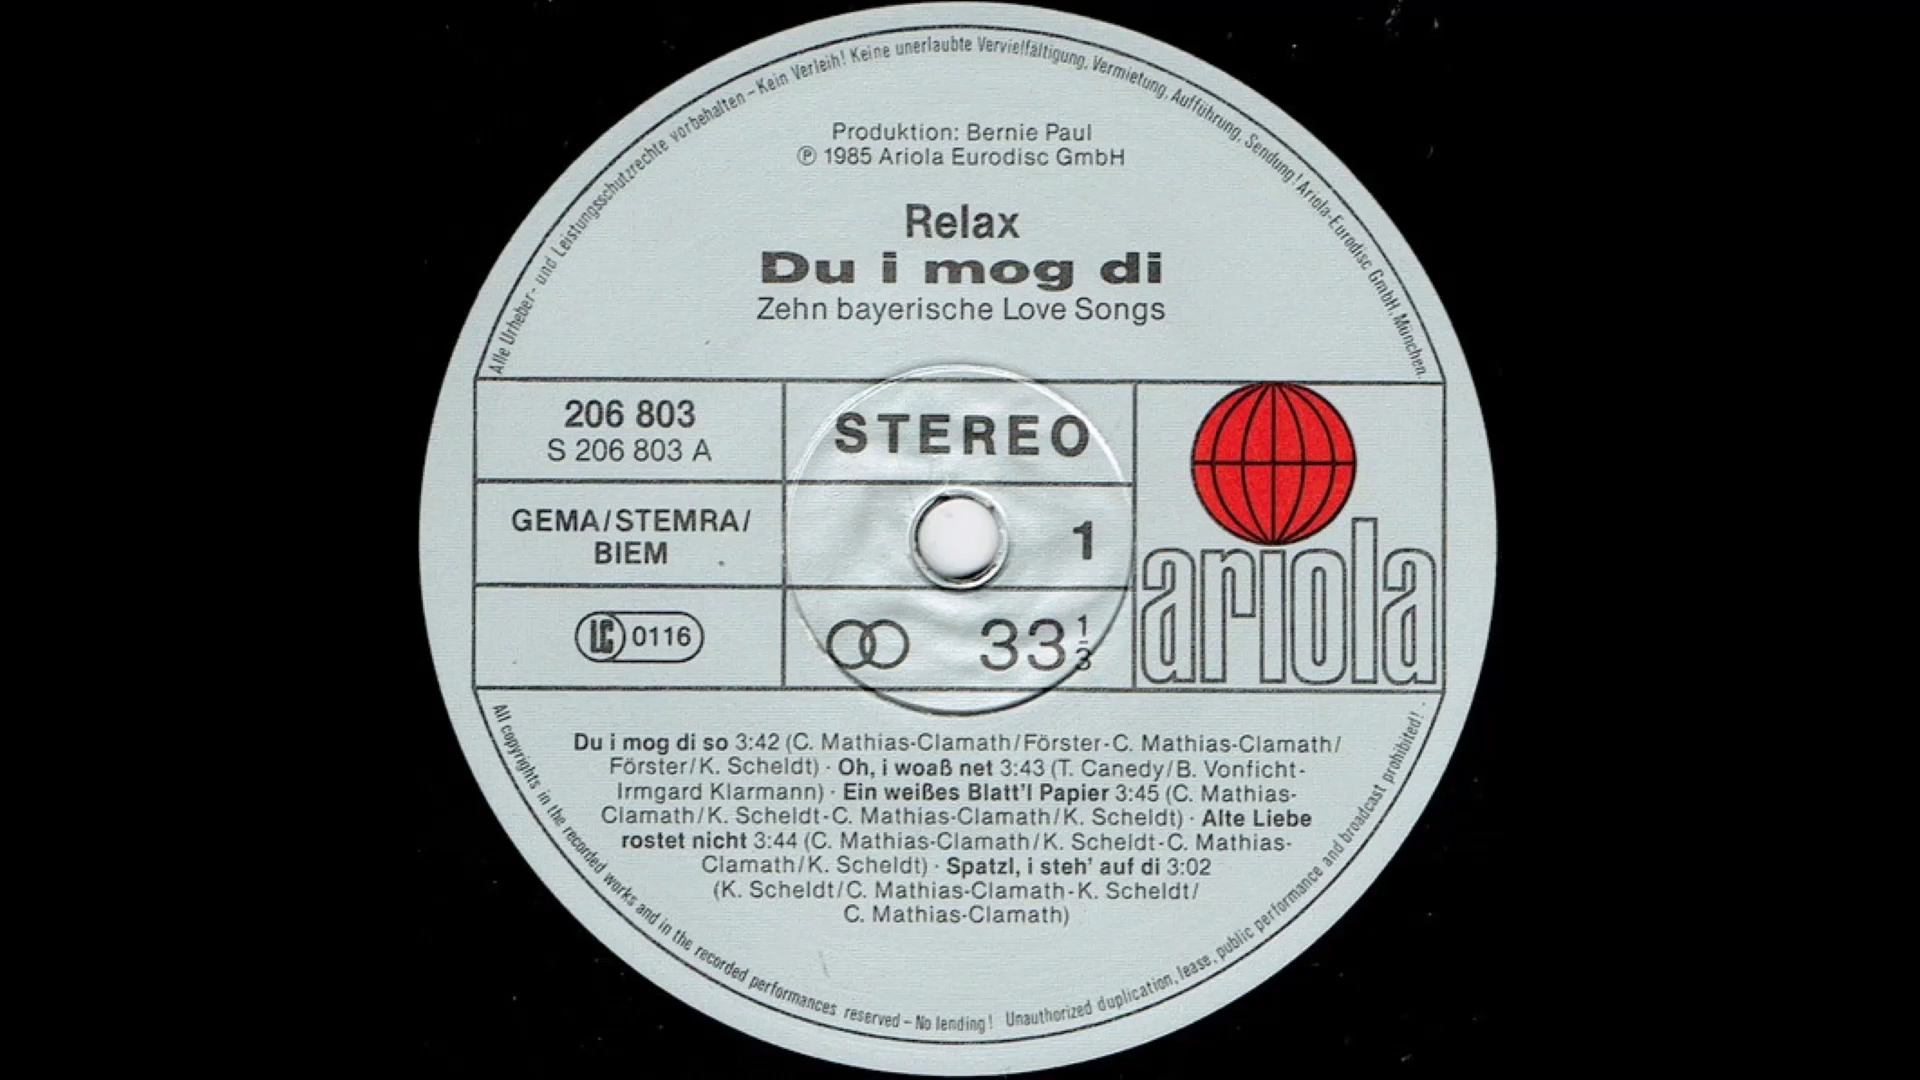 Alle Urheber- und Leistungsschutzrechte vorbehalten – Kein Verleih! Keine unerlaubte Vervielfältigung, Vermietung, Aufführung, Sendung! Ariola-Eurodisc GmbH, München.
Produktion: Bernie Paul
℗ 1985 Ariola Eurodisc GmbH
Relax
Du i mog di
Zehn bayerische Love Songs
206 803
S 206 803 A
STEREO
GEMA/STEMRA/
BIEM
1
LC 0116
33 1/3
ariola
Du i mog di so 3:42 (C. Mathias-Clamath/Förster-C. Mathias-Clamath/
Förster/K. Scheldt) · Oh, i woaß net 3:43 (T. Canedy/B. Vonficht-
Irmgard Klarmann) · Ein weißes Blatt'l Papier 3:45 (C. Mathias-
Clamath/K. Scheldt-C. Mathias-Clamath/K. Scheldt) · Alte Liebe
rostet nicht 3:44 (C. Mathias-Clamath/K. Scheldt-C. Mathias-
Clamath/K. Scheldt) · Spatzl, i steh' auf di 3:02
(K. Scheldt/C. Mathias-Clamath-K. Scheldt/
C. Mathias-Clamath)
All copyrights in the recorded works and in the recorded performances reserved – No lending! Unauthorized duplication, lease, public performance and broadcast prohibited!